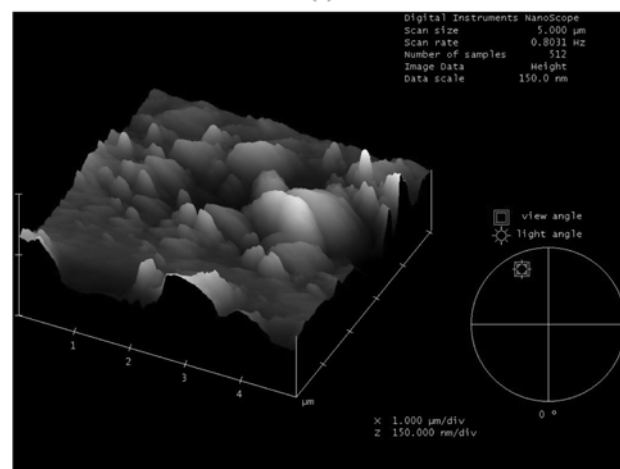 Digital Instruments NanoScope
Scan size 5.000 µm
Scan rate 0.8031 Hz
Number of samples 512
Image Data Height
Data scale 150.0 nm
view angle
light angle
1
2
3
4
µm
X 1.000 µm/div
Z 150.000 nm/div
0 º